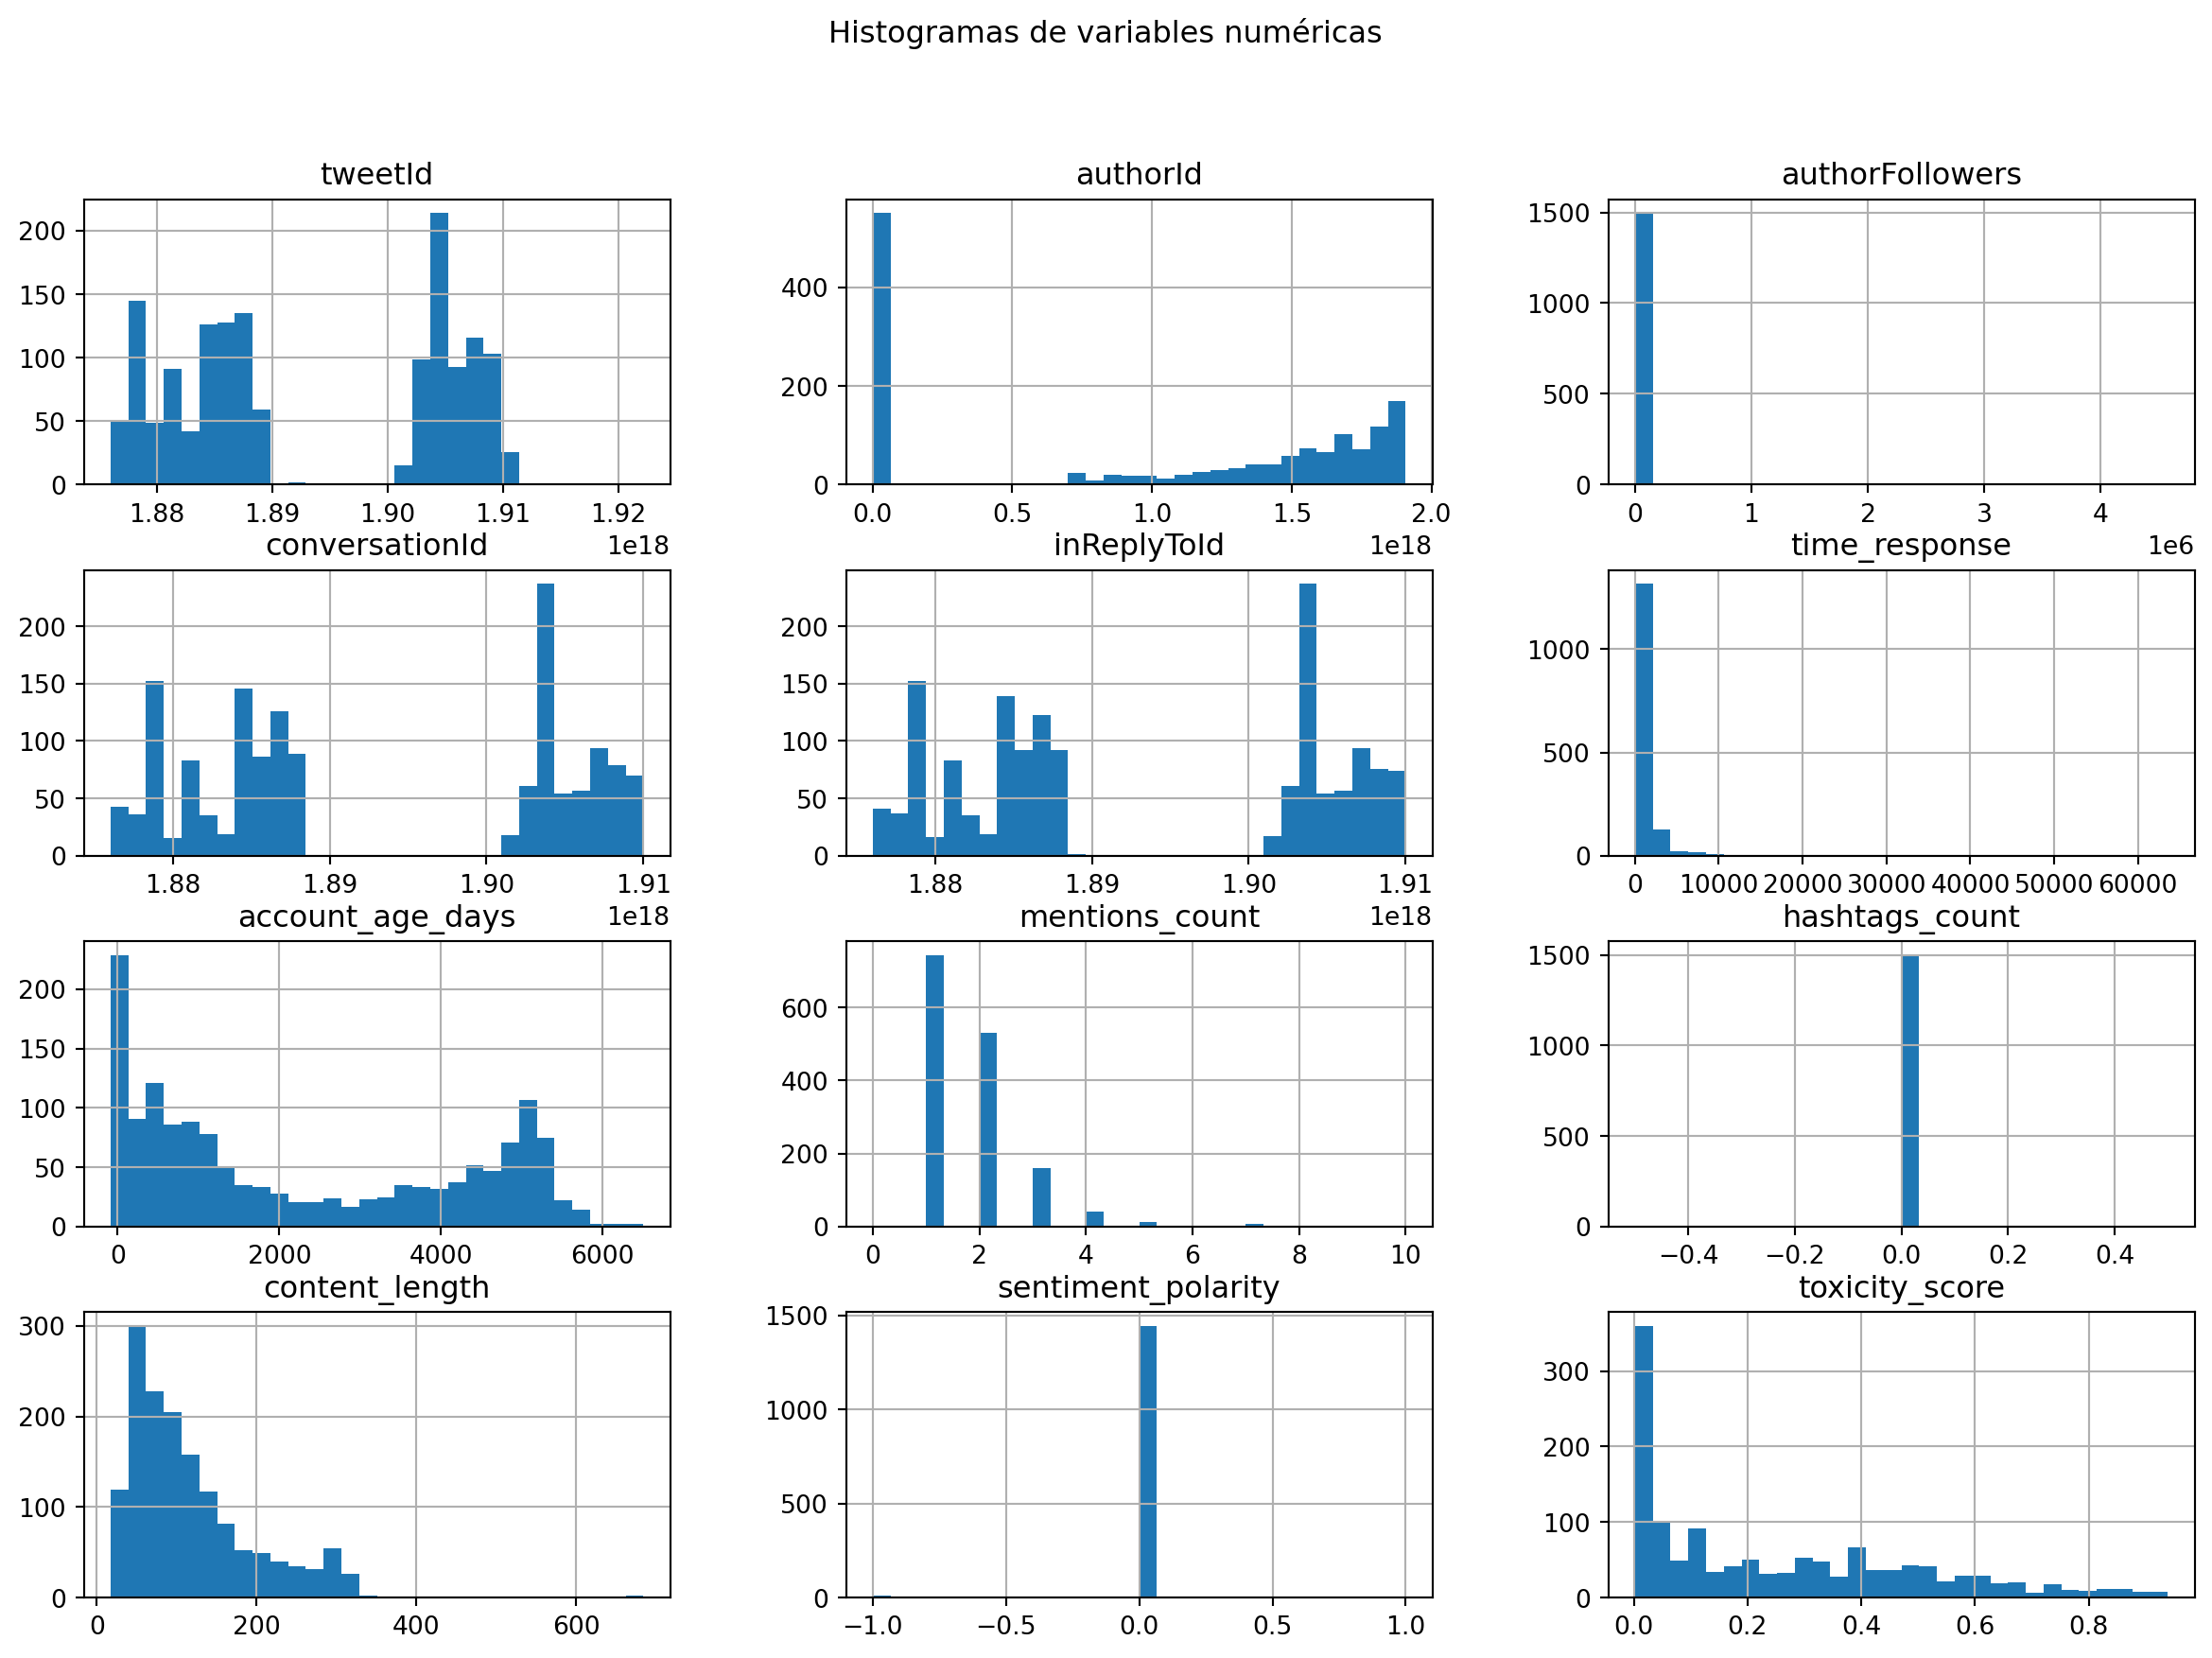 Histogramas de variables numéricas
tweetId
200
150
100
50
0
1.88 1.89 1.90 1.91 1.92
1e18
authorId
400
200
0
0.0 0.5 1.0 1.5 2.0
1e18
authorFollowers
1500
1000
500
0
0 1 2 3 4
1e6
conversationId
200
150
100
50
0
1.88 1.89 1.90 1.91
1e18
inReplyToId
200
150
100
50
0
1.88 1.89 1.90 1.91
1e18
time_response
1000
500
0
0 10000 20000 30000 40000 50000 60000
account_age_days
200
150
100
50
0
0 2000 4000 6000
mentions_count
600
400
200
0
0 2 4 6 8 10
hashtags_count
1500
1000
500
0
−0.4 −0.2 0.0 0.2 0.4
content_length
300
200
100
0
0 200 400 600
sentiment_polarity
1500
1000
500
0
−1.0 −0.5 0.0 0.5 1.0
toxicity_score
300
200
100
0
0.0 0.2 0.4 0.6 0.8